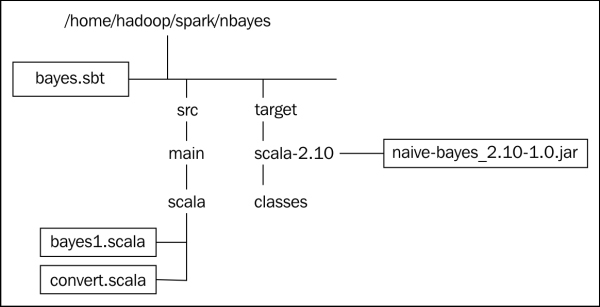 /home/hadoop/spark/nbayes
bayes.sbt
src
target
main
scala-2.10
naive-bayes_2.10-1.0.jar
scala
classes
bayes1.scala
convert.scala